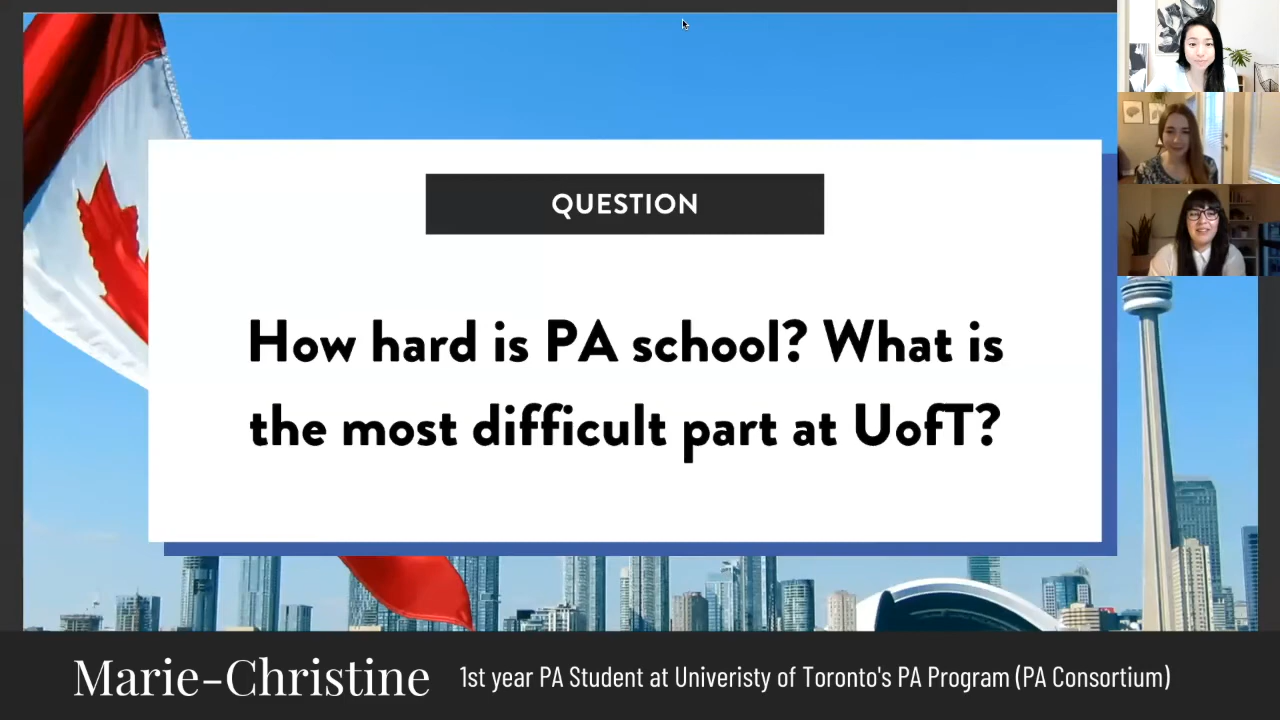 QUESTION
How hard is PA school? What is
the most difficult part at UofT?
Marie-Christine 1st year PA Student at Univeristy of Toronto's PA Program (PA Consortium)